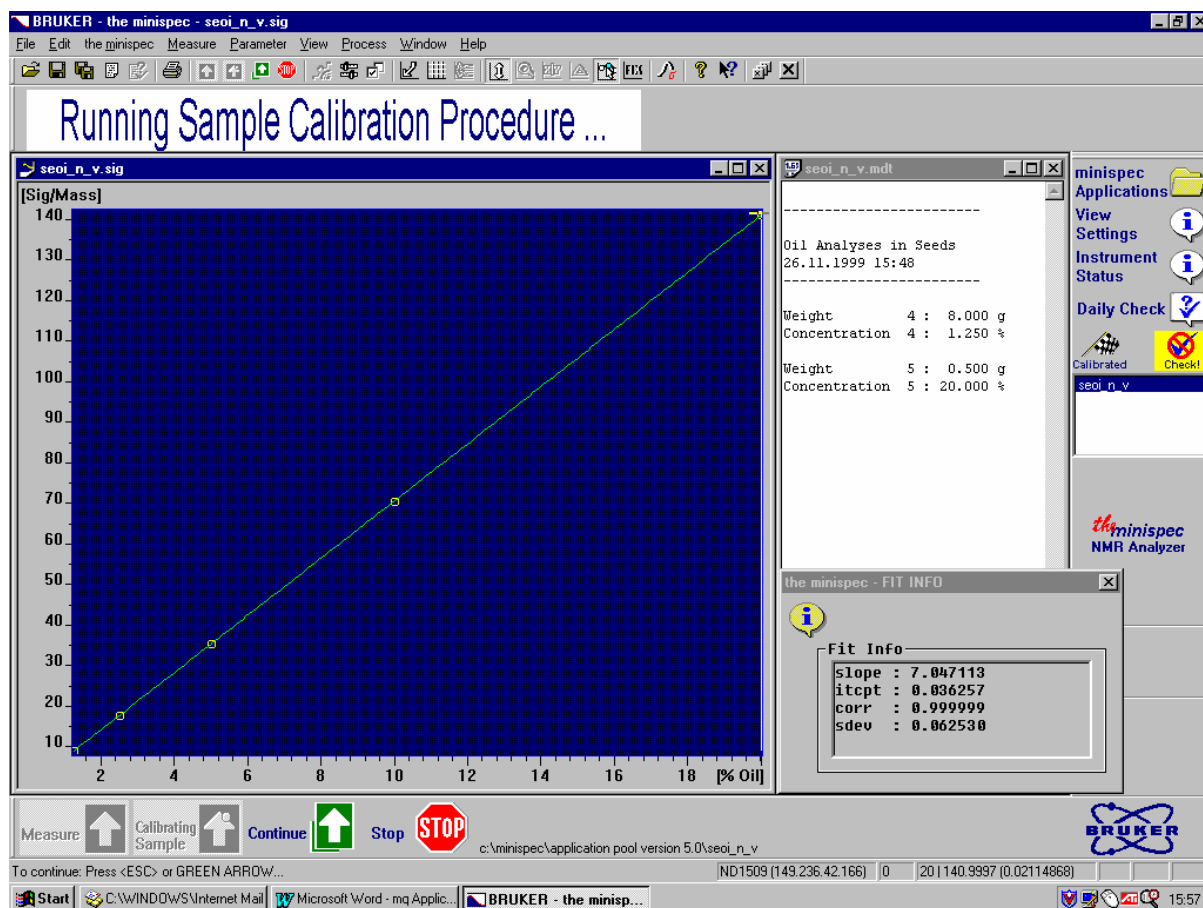 BRUKER - the minispec - seoi_n_v.sig
File Edit the minispec Measure Parameter View Process Window Help
STOP FIX
Running Sample Calibration Procedure ...
seoi_n_v.sig
[Sig/Mass]
140
130
120
110
100
90
80
70
60
50
40
30
20
10
2 4 6 8 10 12 14 16 18 [% Oil]
1.61 seoi_n_v.mdt
------------------------
Oil Analyses in Seeds
26.11.1999 15:48
------------------------
Weight 4 : 8.000 g
Concentration 4 : 1.250 %
Weight 5 : 0.500 g
Concentration 5 : 20.000 %
the minispec - FIT INFO
Fit Info
slope : 7.047113
itcpt : 0.036257
corr : 0.999999
sdev : 0.062530
minispec
Applications
View
Settings
Instrument
Status
Daily Check
Calibrated Check!
seoi_n_v
the minispec
NMR Analyzer
Measure
Calibrating
Sample
Continue
Stop
STOP
c:\minispec\application pool version 5.0\seoi_n_v
BRUKER
To continue: Press <ESC> or GREEN ARROW... ND1509 (149.236.42.166) 0 20 | 140.9997 (0.02114868)
Start C:\WINDOWS\Internet Mail Microsoft Word - mq Applic... BRUKER - the minisp... 15:57